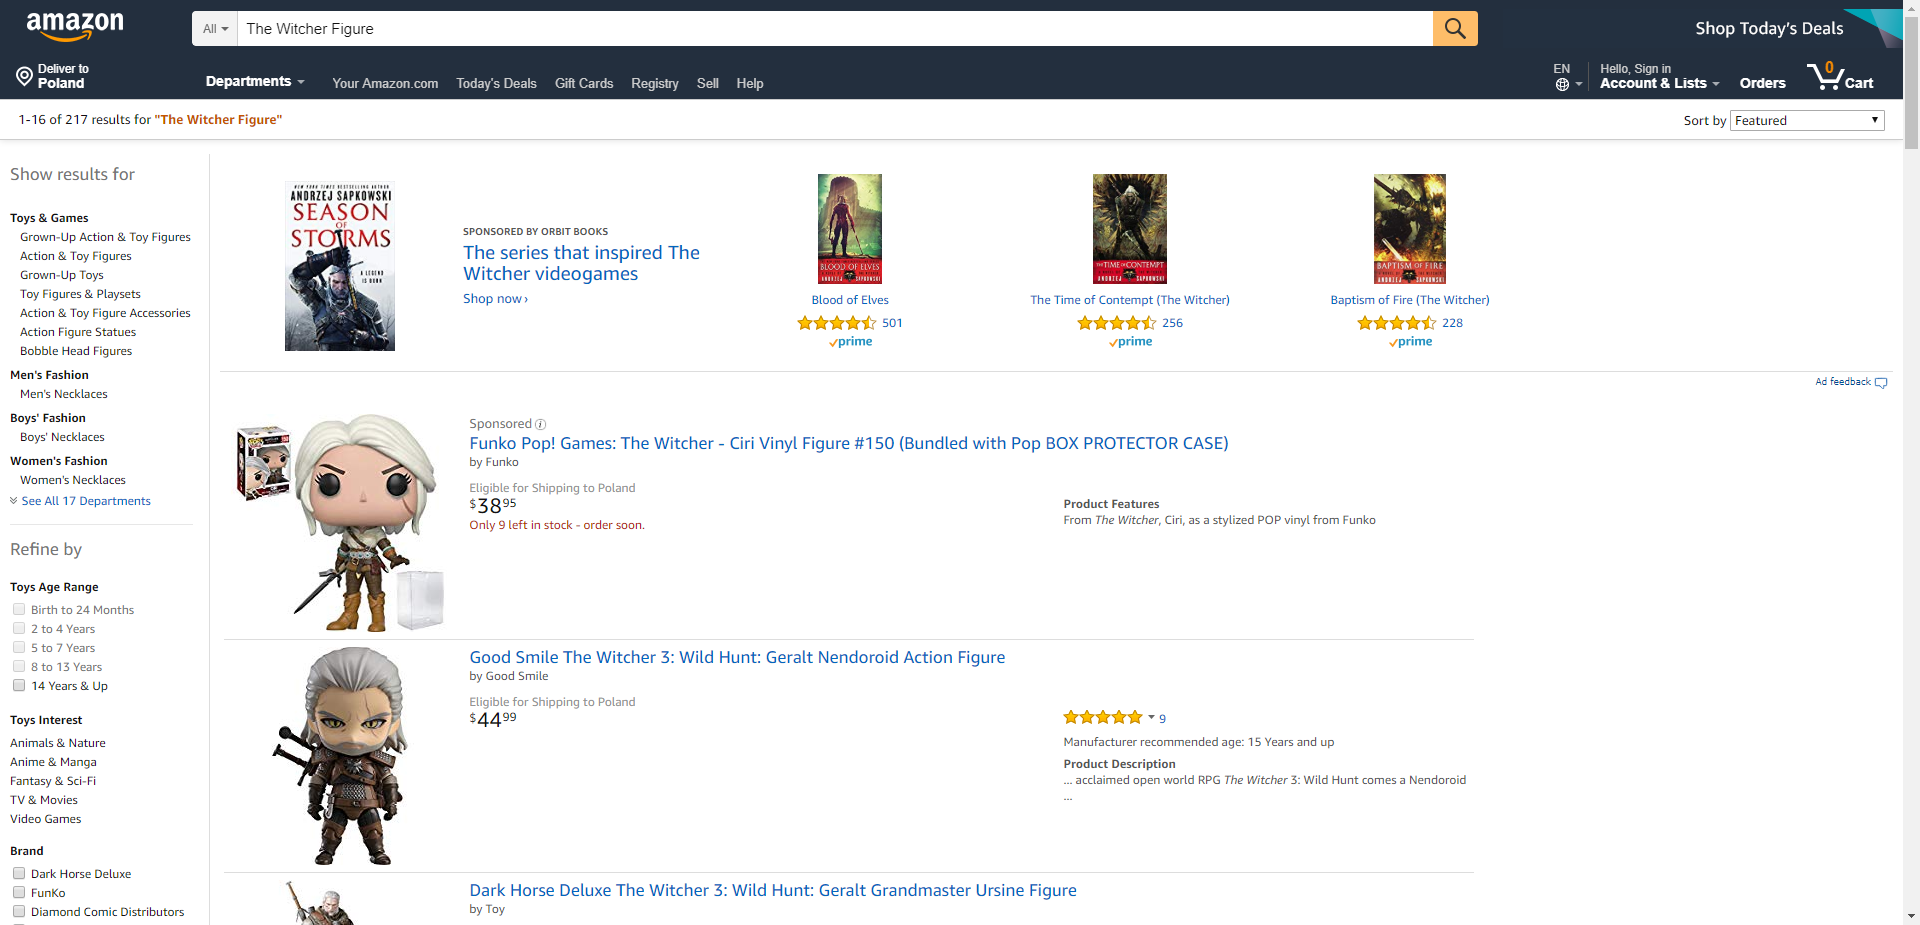 amazon
All
The Witcher Figure
Shop Today's Deals
Deliver to
Poland
Departments
Your Amazon.com
Today's Deals
Gift Cards
Registry
Sell
Help
EN
Hello, Sign in
Account & Lists
Orders
0
Cart
1-16 of 217 results for "The Witcher Figure"
Sort by
Featured
Show results for
Toys & Games
Grown-Up Action & Toy Figures
Action & Toy Figures
Grown-Up Toys
Toy Figures & Playsets
Action & Toy Figure Accessories
Action Figure Statues
Bobble Head Figures
Men's Fashion
Men's Necklaces
Boys' Fashion
Boys' Necklaces
Women's Fashion
Women's Necklaces
See All 17 Departments
Refine by
Toys Age Range
Birth to 24 Months
2 to 4 Years
5 to 7 Years
8 to 13 Years
14 Years & Up
Toys Interest
Animals & Nature
Anime & Manga
Fantasy & Sci-Fi
TV & Movies
Video Games
Brand
Dark Horse Deluxe
FunKo
Diamond Comic Distributors
NEW YORK TIMES BESTSELLING AUTHOR
ANDRZEJ SAPKOWSKI
SEASON
OF
STORMS
A LEGEND
IS BORN
SPONSORED BY ORBIT BOOKS
The series that inspired The
Witcher videogames
Shop now ›
BLOOD OF ELVES
ANDRZEJ SAPKOWSKI
Blood of Elves
501
prime
THE TIME OF CONTEMPT
ANDRZEJ SAPKOWSKI
The Time of Contempt (The Witcher)
256
prime
BAPTISM OF FIRE
ANDRZEJ SAPKOWSKI
Baptism of Fire (The Witcher)
228
prime
Ad feedback
Sponsored
Funko Pop! Games: The Witcher - Ciri Vinyl Figure #150 (Bundled with Pop BOX PROTECTOR CASE)
by Funko
Eligible for Shipping to Poland
$38 95
Only 9 left in stock - order soon.
Product Features
From The Witcher, Ciri, as a stylized POP vinyl from Funko
Good Smile The Witcher 3: Wild Hunt: Geralt Nendoroid Action Figure
by Good Smile
Eligible for Shipping to Poland
$44 99
9
Manufacturer recommended age: 15 Years and up
Product Description
... acclaimed open world RPG The Witcher 3: Wild Hunt comes a Nendoroid
...
Dark Horse Deluxe The Witcher 3: Wild Hunt: Geralt Grandmaster Ursine Figure
by Toy